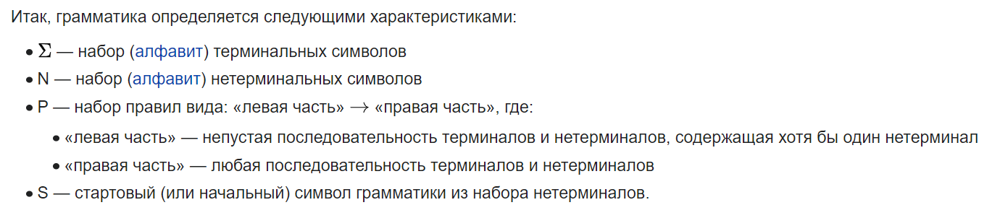 Итак, грамматика определяется следующими характеристиками:
• Σ — набор (алфавит) терминальных символов
• N — набор (алфавит) нетерминальных символов
• P — набор правил вида: «левая часть» → «правая часть», где:
• «левая часть» — непустая последовательность терминалов и нетерминалов, содержащая хотя бы один нетерминал
• «правая часть» — любая последовательность терминалов и нетерминалов
• S — стартовый (или начальный) символ грамматики из набора нетерминалов.